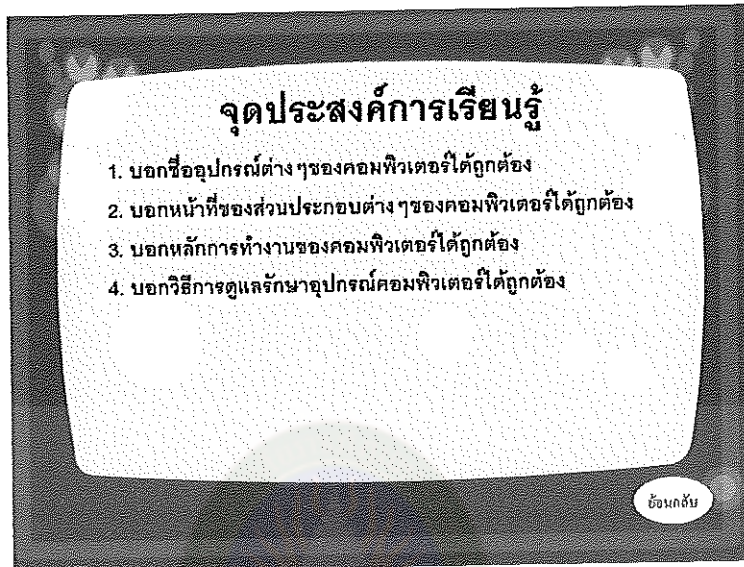 จุดประสงค์การเรียนรู้
1. บอกชื่ออุปกรณ์ต่างๆของคอมพิวเตอร์ได้ถูกต้อง
2. บอกหน้าที่ของส่วนประกอบต่างๆของคอมพิวเตอร์ได้ถูกต้อง
3. บอกหลักการทำงานของคอมพิวเตอร์ได้ถูกต้อง
4. บอกวิธีการดูแลรักษาอุปกรณ์คอมพิวเตอร์ได้ถูกต้อง
ย้อนกลับ